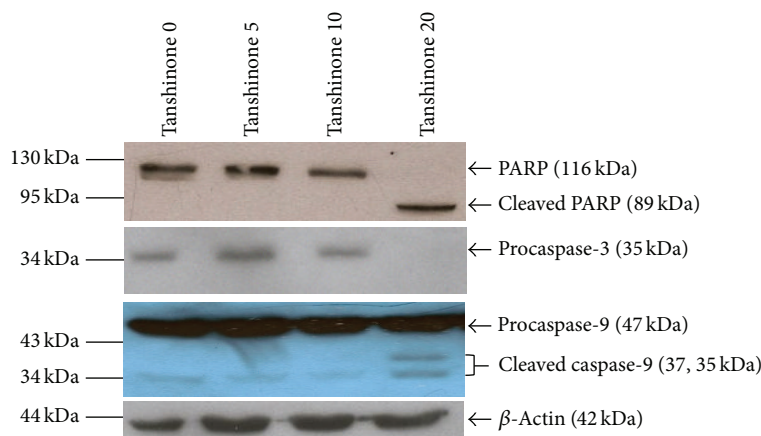 Tanshinone 0
Tanshinone 5
Tanshinone 10
Tanshinone 20
130 kDa
95 kDa
34 kDa
43 kDa
34 kDa
44 kDa
← PARP (116 kDa)
← Cleaved PARP (89 kDa)
← Procaspase-3 (35 kDa)
← Procaspase-9 (47 kDa)
Cleaved caspase-9 (37, 35 kDa)
← β-Actin (42 kDa)